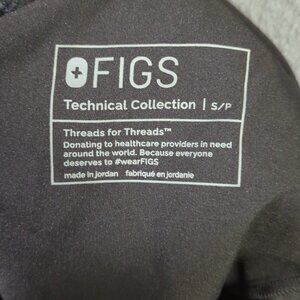 FIGS
Technical Collection | S/P
Threads for Threads™
Donating to healthcare providers in need
around the world. Because everyone
deserves to #wearFIGS
made in jordan fabriqué en jordanie